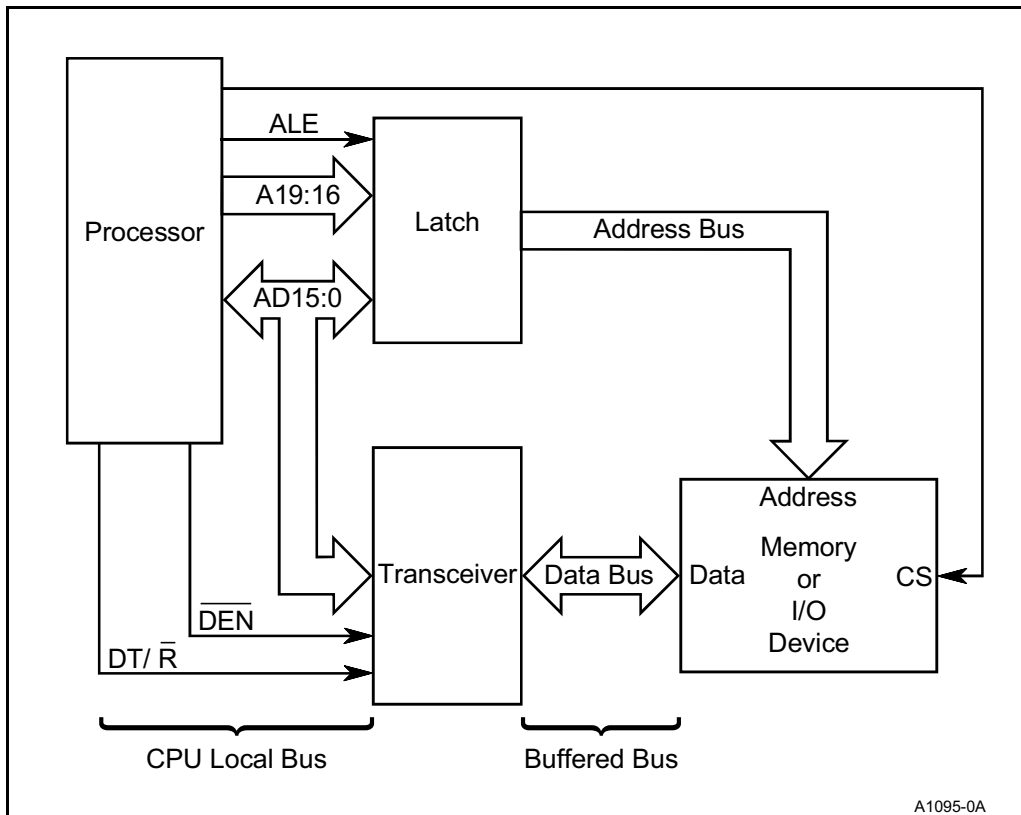 ALE
A19:16
Processor
Latch
Address Bus
AD15:0
Address
Transceiver
Data Bus
Data
Memory
or
I/O
Device
CS
D̅E̅N̅
DT/ R̅
CPU Local Bus
Buffered Bus
A1095-0A